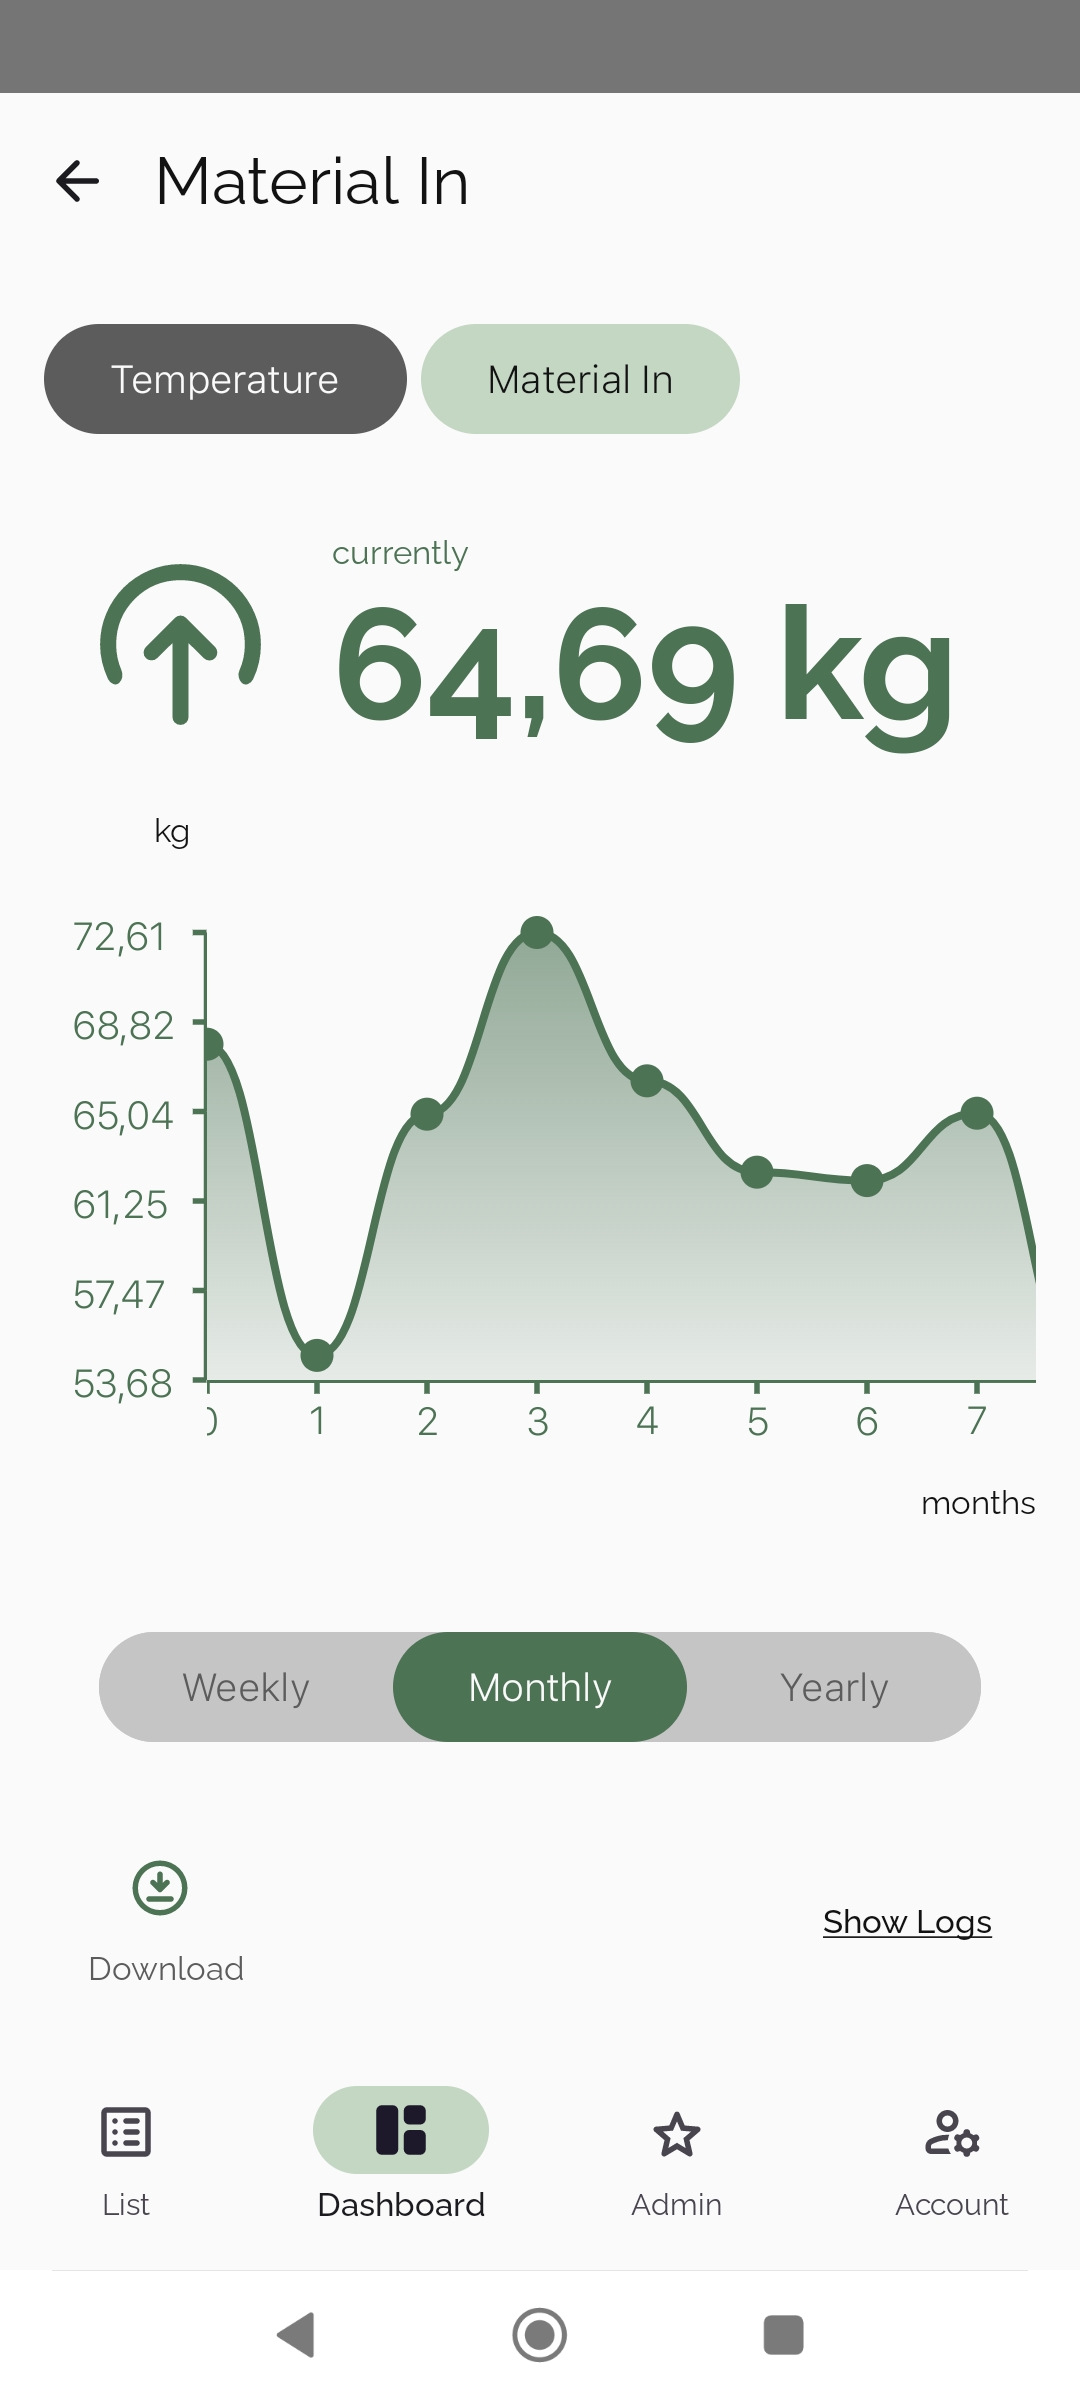 Material In
Temperature
Material In
currently
64,69 kg
kg
72,61
68,82
65,04
61,25
57,47
53,68
0 1 2 3 4 5 6 7
months
Weekly
Monthly
Yearly
Download
Show Logs
List
Dashboard
Admin
Account